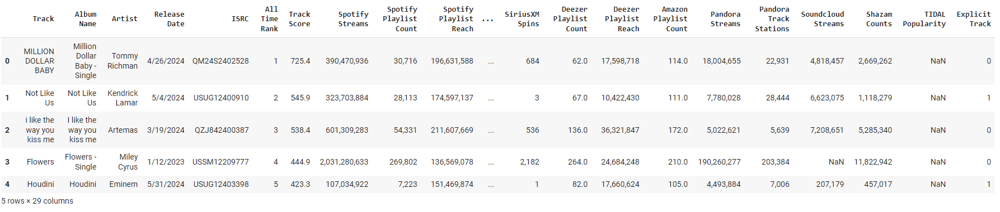 Track Album Name Artist Release Date ISRC All Time Rank Track Score Spotify Streams Spotify Playlist Count Spotify Playlist Reach ... SiriusXM Spins Deezer Playlist Count Deezer Playlist Reach Amazon Playlist Count Pandora Streams Pandora Track Stations Soundcloud Streams Shazam Counts TIDAL Popularity Explicit Track
0 MILLION DOLLAR BABY Million Dollar Baby - Single Tommy Richman 4/26/2024 QM24S2402528 1 725.4 390,470,936 30,716 196,631,588 ... 684 62.0 17,598,718 114.0 18,004,655 22,931 4,818,457 2,669,262 NaN 0
1 Not Like Us Not Like Us Kendrick Lamar 5/4/2024 USUG12400910 2 545.9 323,703,884 28,113 174,597,137 ... 3 67.0 10,422,430 111.0 7,780,028 28,444 6,623,075 1,118,279 NaN 1
2 i like the way you kiss me I like the way you kiss me Artemas 3/19/2024 QZJ842400387 3 538.4 601,309,283 54,331 211,607,669 ... 536 136.0 36,321,847 172.0 5,022,621 5,639 7,208,651 5,285,340 NaN 0
3 Flowers Flowers - Single Miley Cyrus 1/12/2023 USSM12209777 4 444.9 2,031,280,633 269,802 136,569,078 ... 2,182 264.0 24,684,248 210.0 190,260,277 203,384 NaN 11,822,942 NaN 0
4 Houdini Houdini Eminem 5/31/2024 USUG12403398 5 423.3 107,034,922 7,223 151,469,874 ... 1 82.0 17,660,624 105.0 4,493,884 7,006 207,179 457,017 NaN 1
5 rows × 29 columns